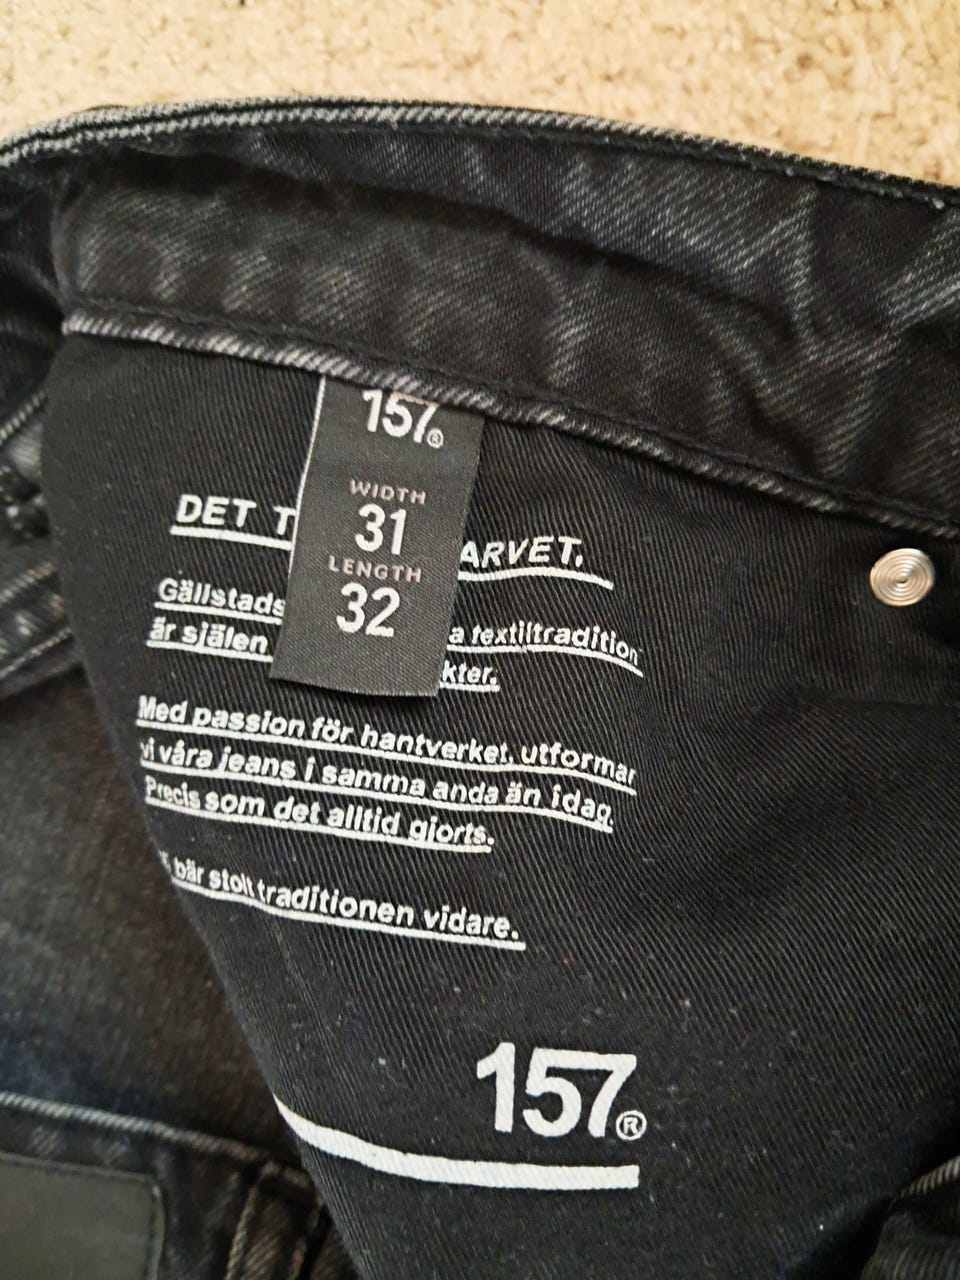 157®
WIDTH
31
LENGTH
32
DET T ARVET.
Gällstads
är själen a textiltradition
kter.
Med passion för hantverket, utformar
vi våra jeans i samma anda än idag.
Precis som det alltid gjorts.
bär stolt traditionen vidare.
157®